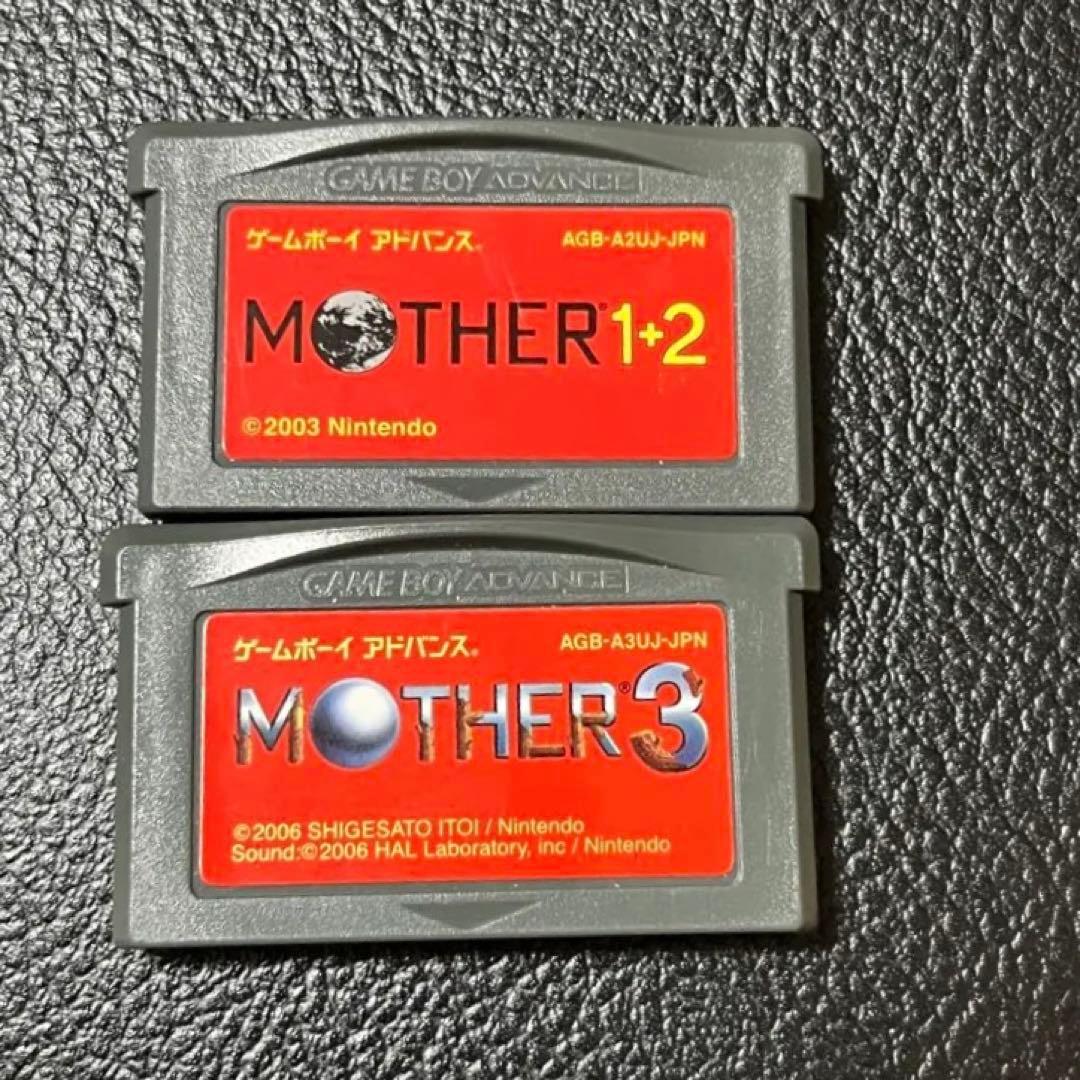 GAME BOY ADVANCE
ゲームボーイ アドバンス® AGB-A2UJ-JPN
MOTHER® 1+2
©2003 Nintendo
GAME BOY ADVANCE
ゲームボーイ アドバンス® AGB-A3UJ-JPN
MOTHER® 3
©2006 SHIGESATO ITOI / Nintendo
Sound:©2006 HAL Laboratory, inc / Nintendo